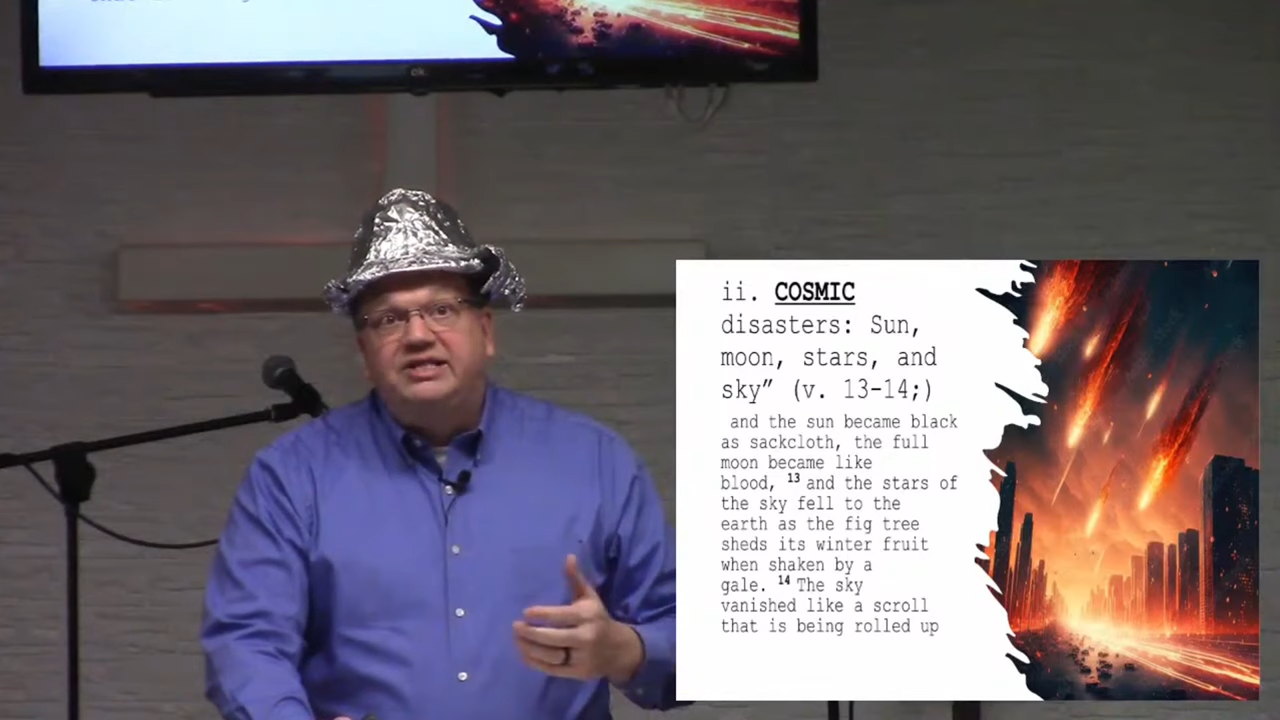 ii. COSMIC
disasters: Sun,
moon, stars, and
sky” (v. 13-14;)
and the sun became black
as sackcloth, the full
moon became like
blood, 13 and the stars of
the sky fell to the
earth as the fig tree
sheds its winter fruit
when shaken by a
gale. 14 The sky
vanished like a scroll
that is being rolled up